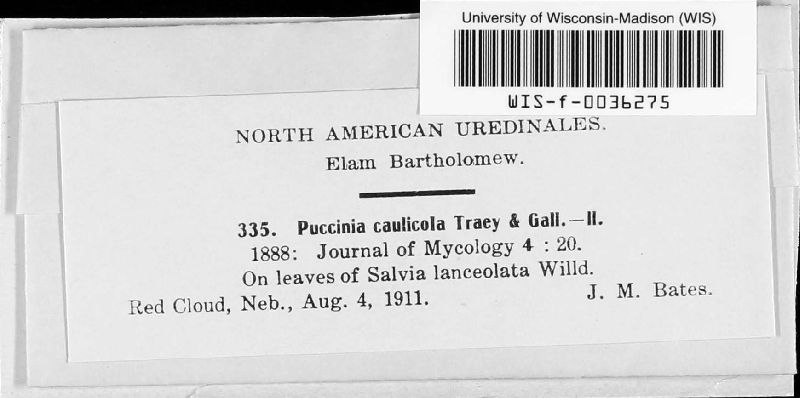 University of Wisconsin-Madison (WIS)
WIS-f-0036275
NORTH AMERICAN UREDINALES.
Elam Bartholomew.
335. Puccinia caulicola Traey & Gall.—II.
1888: Journal of Mycology 4 : 20.
On leaves of Salvia lanceolata Willd.
Red Cloud, Neb., Aug. 4, 1911. J. M. Bates.